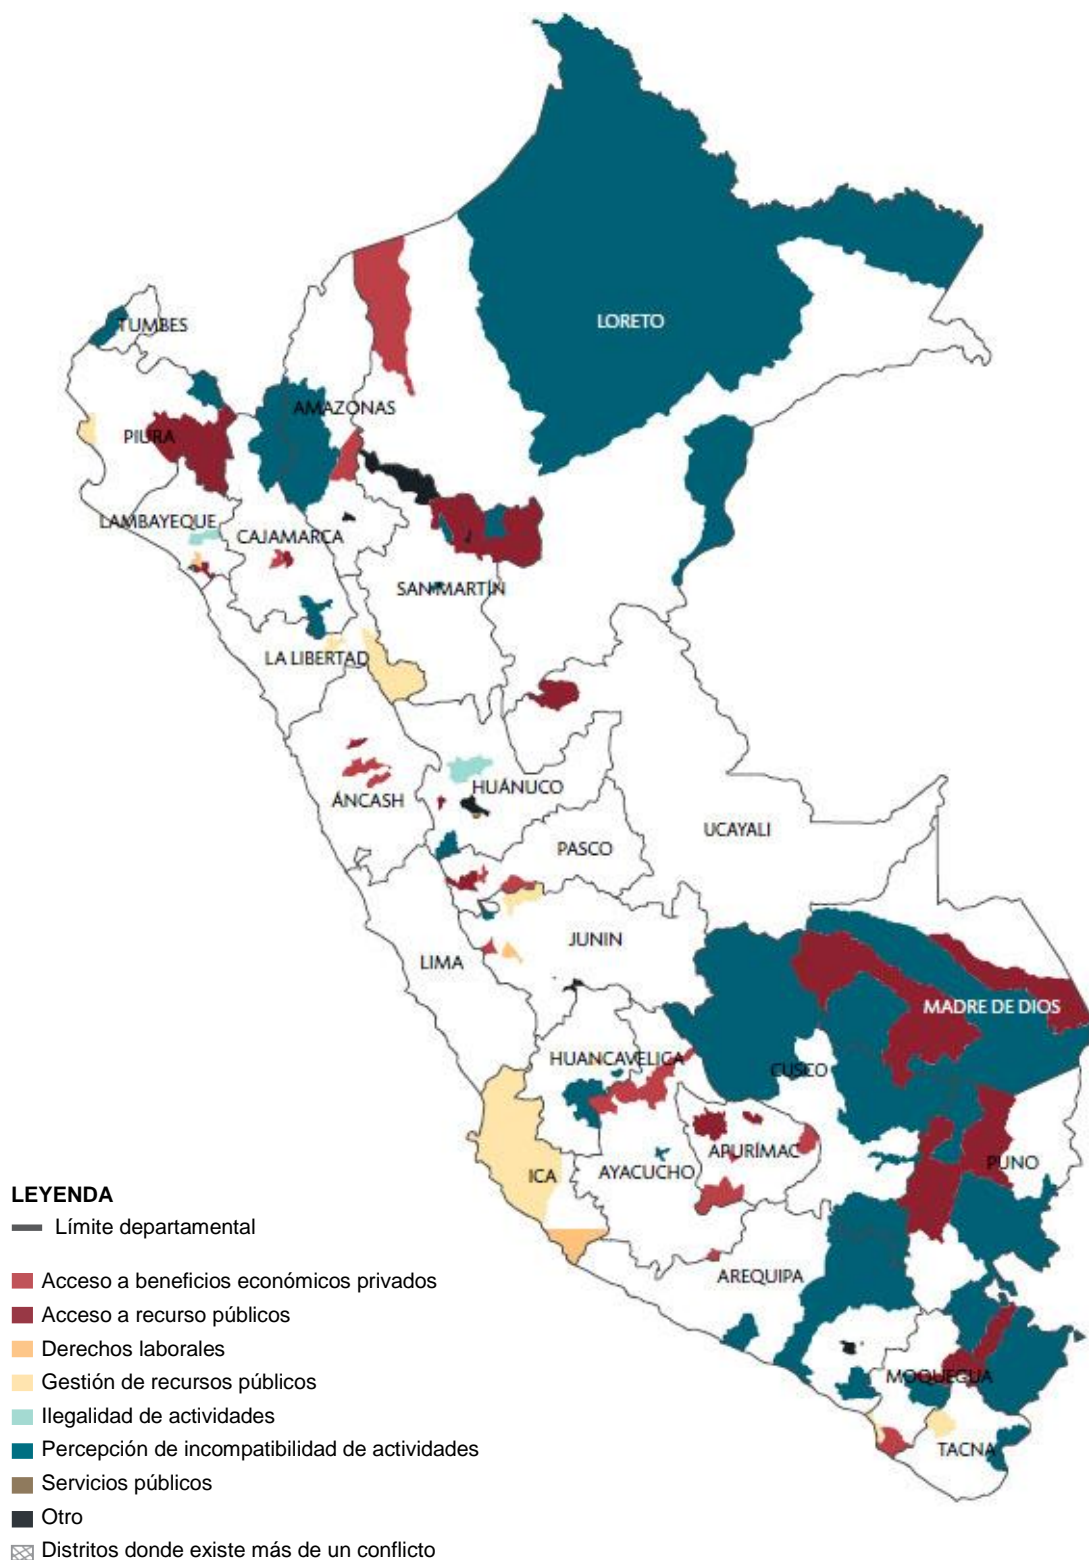 LORETO
TUMBES
AMAZONAS
PIURA
LAMBAYEQUE
CAJAMARCA
SAN MARTÍN
LA LIBERTAD
ÁNCASH
HUÁNUCO
UCAYALI
PASCO
JUNIN
LIMA
MADRE DE DIOS
HUANCAVELICA
CUSCO
APURÍMAC
AYACUCHO
PUNO
ICA
AREQUIPA
MOQUEGUA
TACNA
LEYENDA
Límite departamental
Acceso a beneficios económicos privados
Acceso a recurso públicos
Derechos laborales
Gestión de recursos públicos
Ilegalidad de actividades
Percepción de incompatibilidad de actividades
Servicios públicos
Otro
Distritos donde existe más de un conflicto